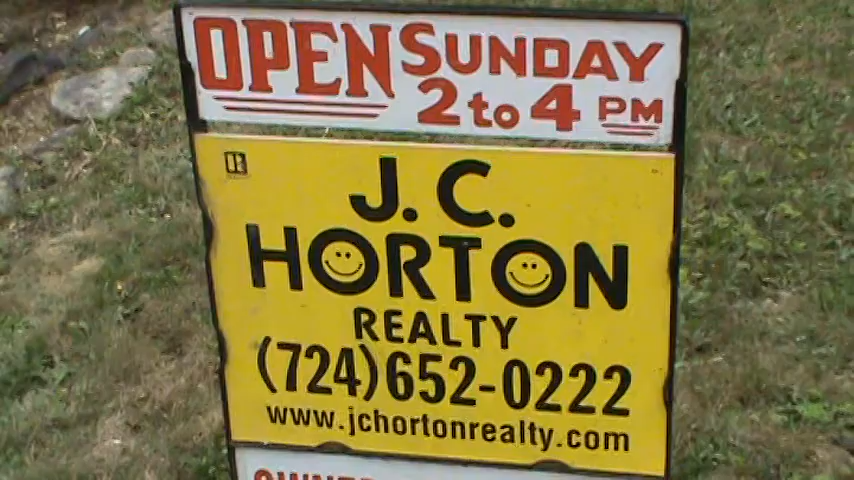 OPEN SUNDAY
2 to 4 PM
J. C.
HORTON
REALTY
(724) 652-0222
www.jchortonrealty.com